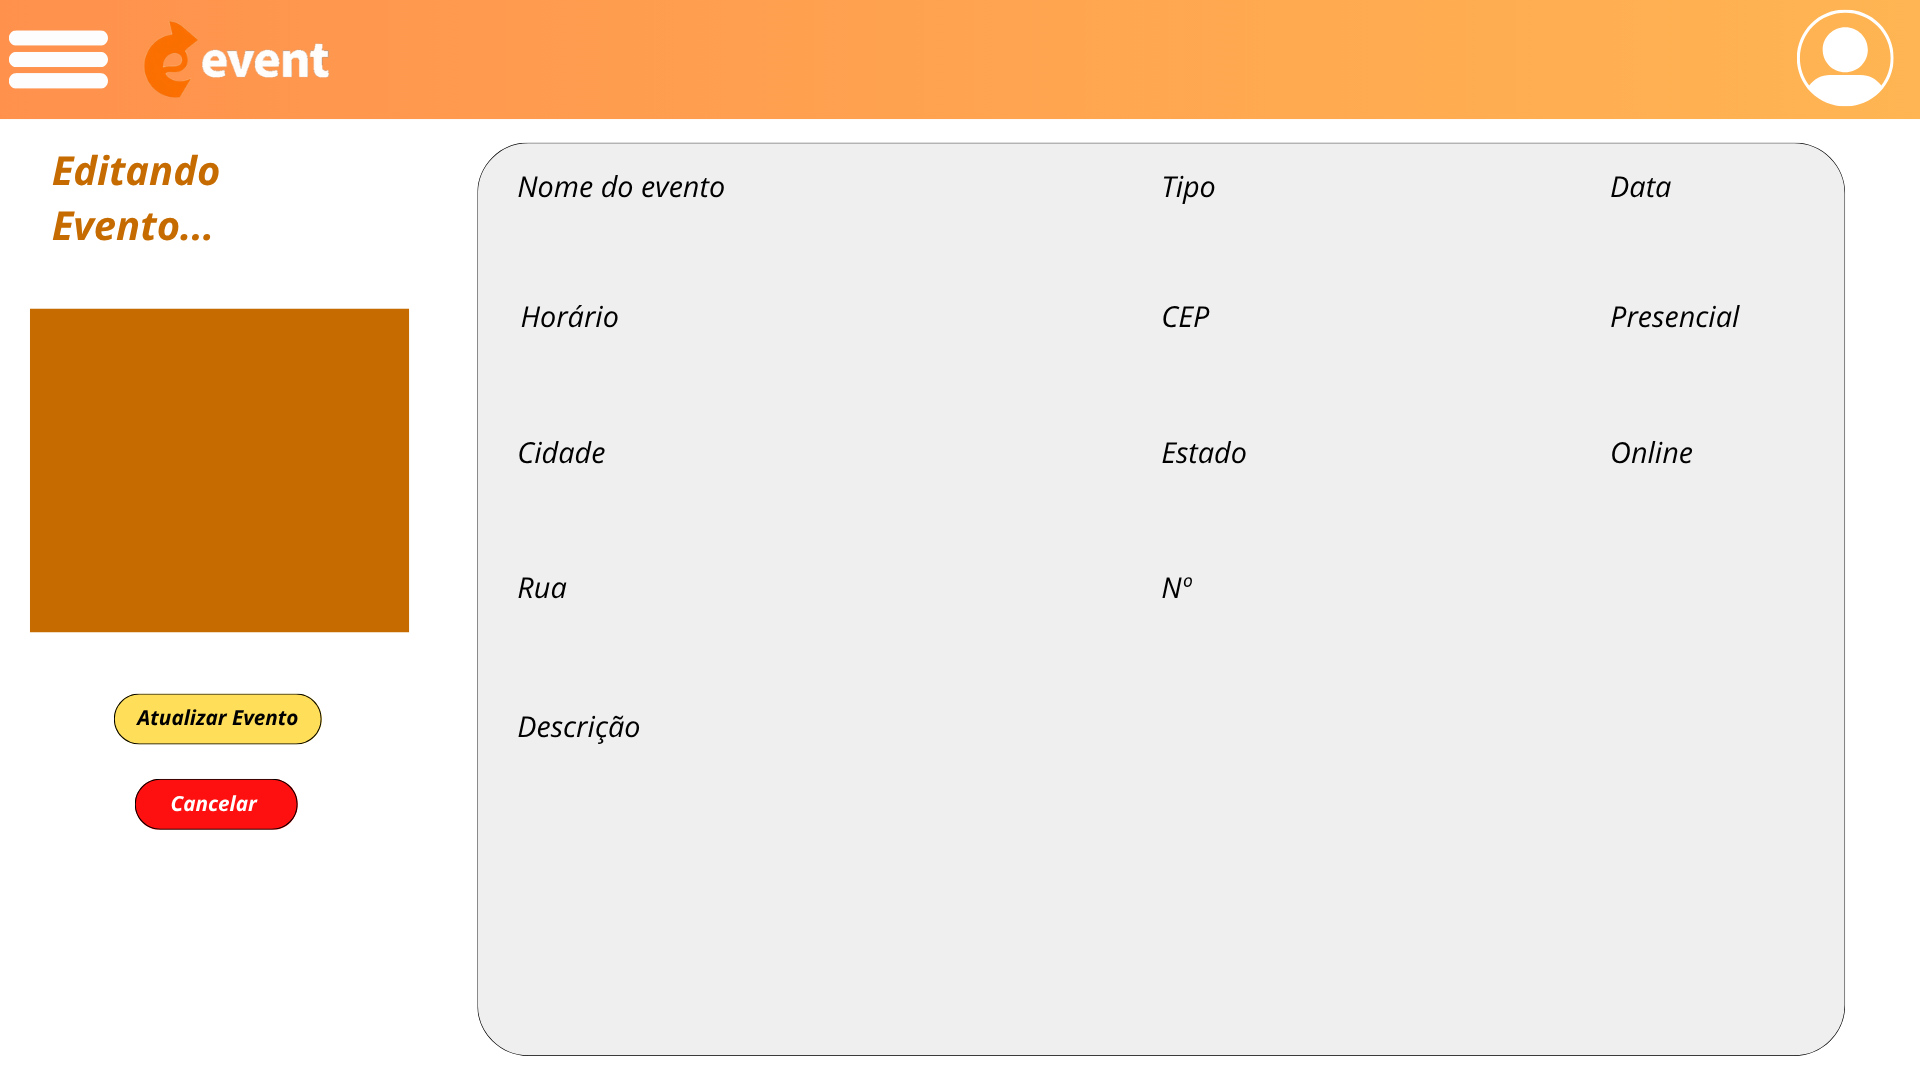 event
Editando
Evento...
Atualizar Evento
Cancelar
Nome do evento
Tipo
Data
Horário
CEP
Presencial
Cidade
Estado
Online
Rua
Nº
Descrição